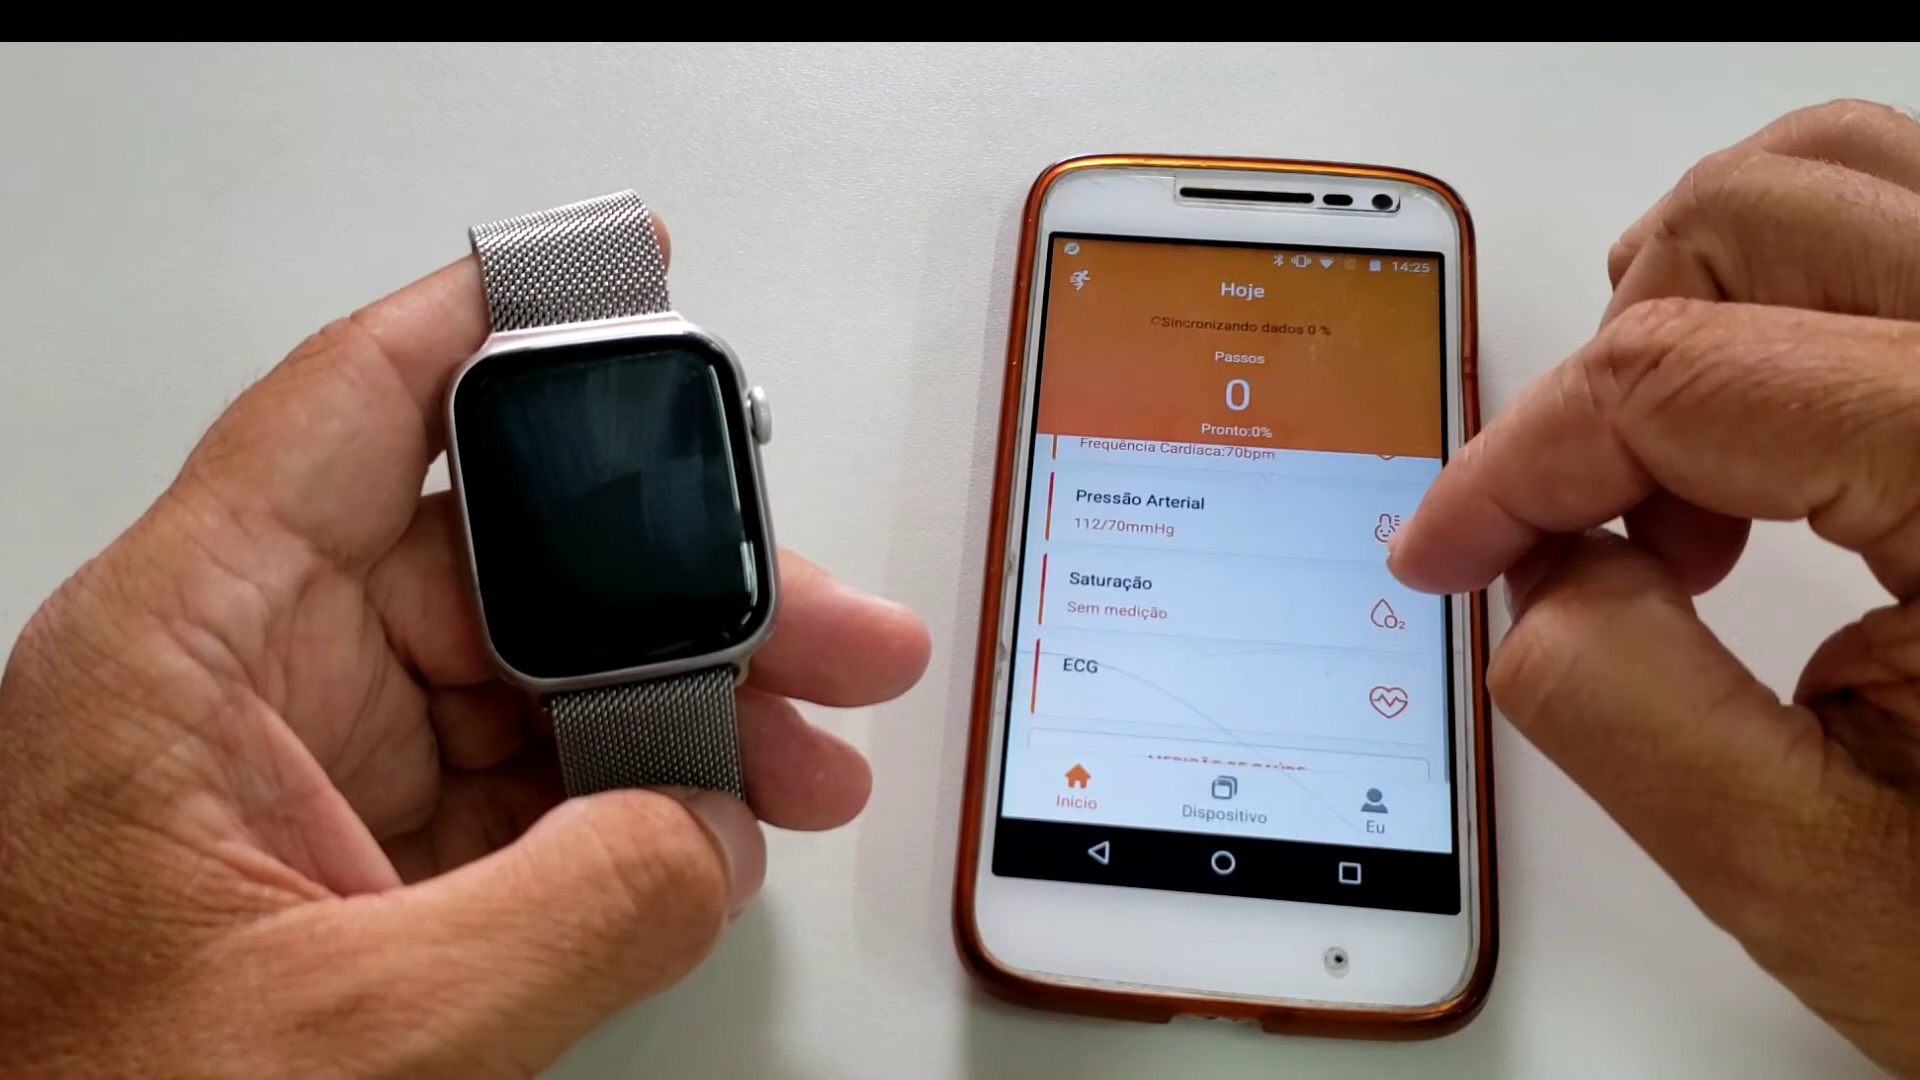 14:25
Hoje
Sincronizando dados 0 %
Passos
0
Pronto:0%
Frequência Cardíaca:70bpm
Pressão Arterial
112/70mmHg
Saturação
Sem medição
O₂
ECG
Início
Dispositivo
Eu